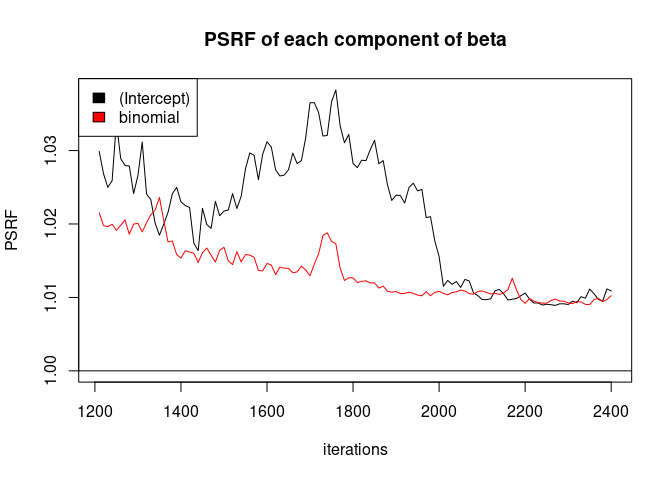 PSRF of each component of beta
(Intercept)
binomial
PSRF
1.03
1.02
1.01
1.00
1200 1400 1600 1800 2000 2200 2400
iterations